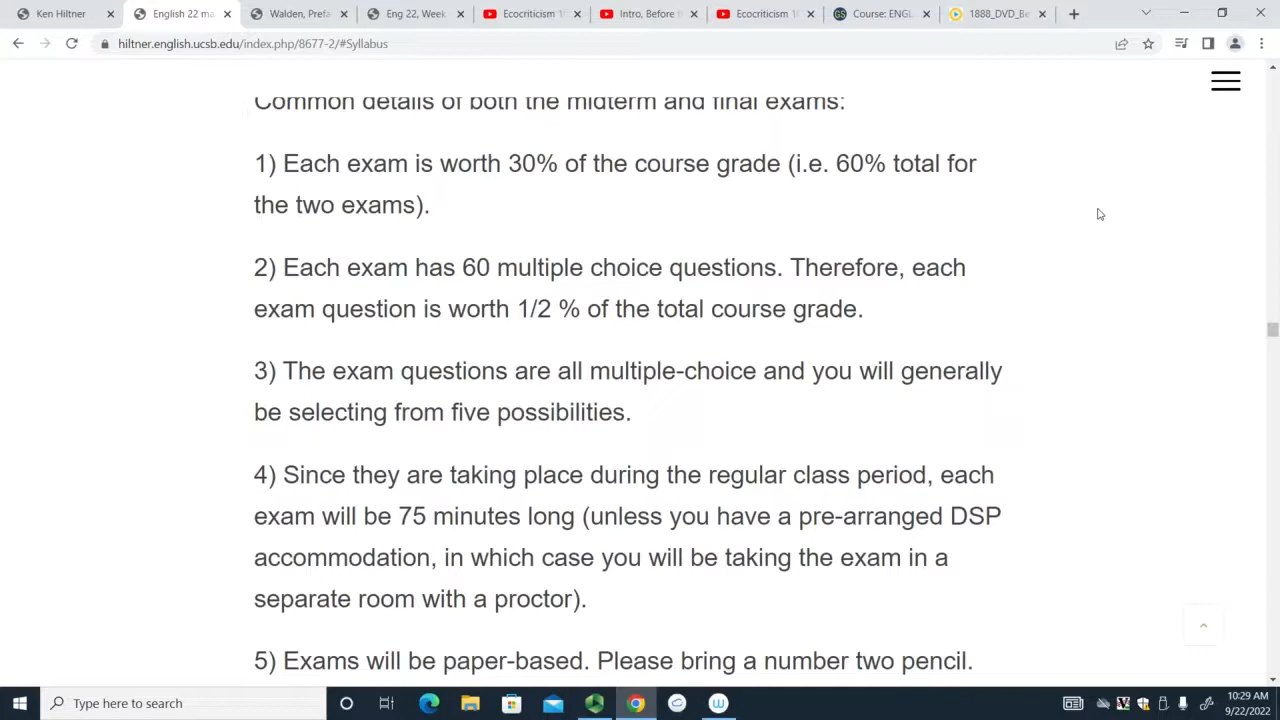 Ken Hiltner
English 22 ma
Walden, Prefa
Eng 22, Week
Ecocriticism 1
Intro, Before t
Ecocriticism 1
Course: ENGL
1888_DVD_Be
hiltner.english.ucsb.edu/index.php/8677-2/#Syllabus
Common details of both the midterm and final exams:
1) Each exam is worth 30% of the course grade (i.e. 60% total for
the two exams).
2) Each exam has 60 multiple choice questions. Therefore, each
exam question is worth 1/2 % of the total course grade.
3) The exam questions are all multiple-choice and you will generally
be selecting from five possibilities.
4) Since they are taking place during the regular class period, each
exam will be 75 minutes long (unless you have a pre-arranged DSP
accommodation, in which case you will be taking the exam in a
separate room with a proctor).
5) Exams will be paper-based. Please bring a number two pencil.
Type here to search
10:29 AM
9/22/2022